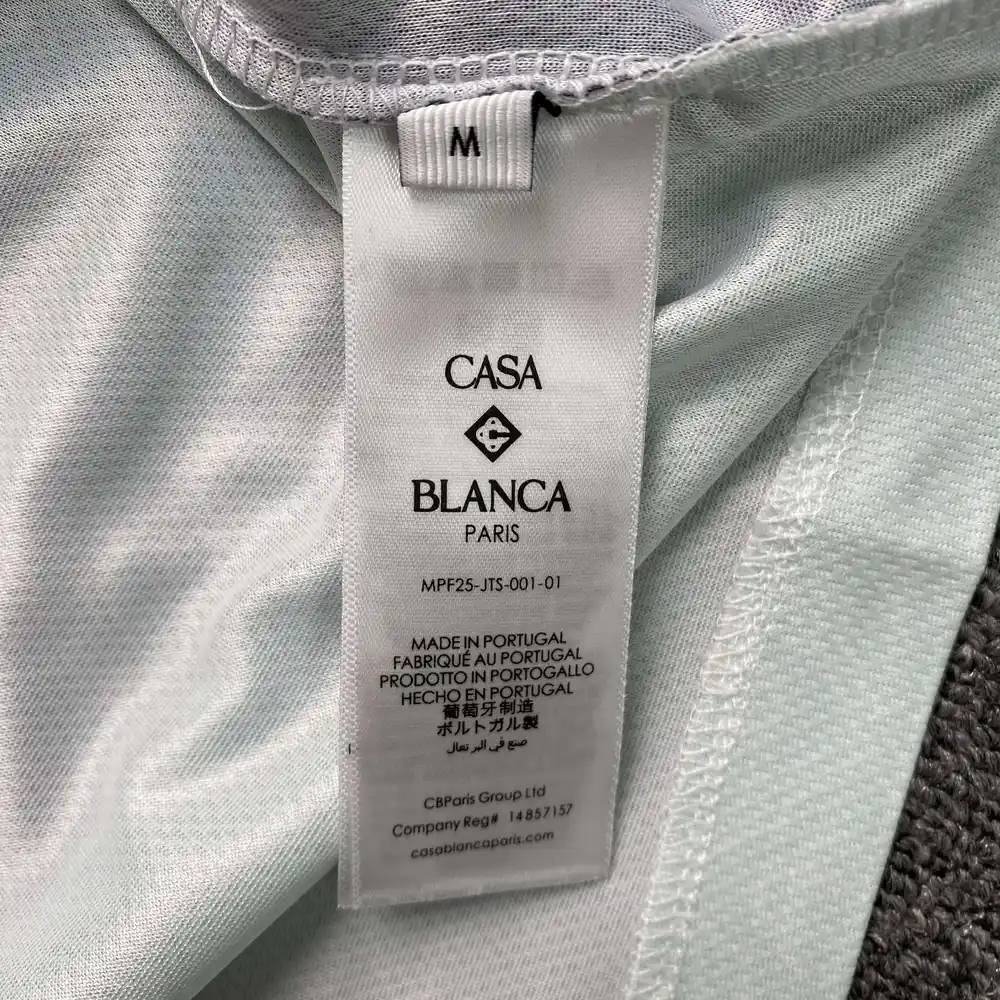 M
CASA
BLANCA
PARIS
MPF25-JTS-001-01
MADE IN PORTUGAL
FABRIQUÉ AU PORTUGAL
PRODOTTO IN PORTOGALLO
HECHO EN PORTUGAL
葡萄牙制造
ポルトガル製
صنع في البر تغال
CBParis Group Ltd
Company Reg# 14857157
casablancaparis.com